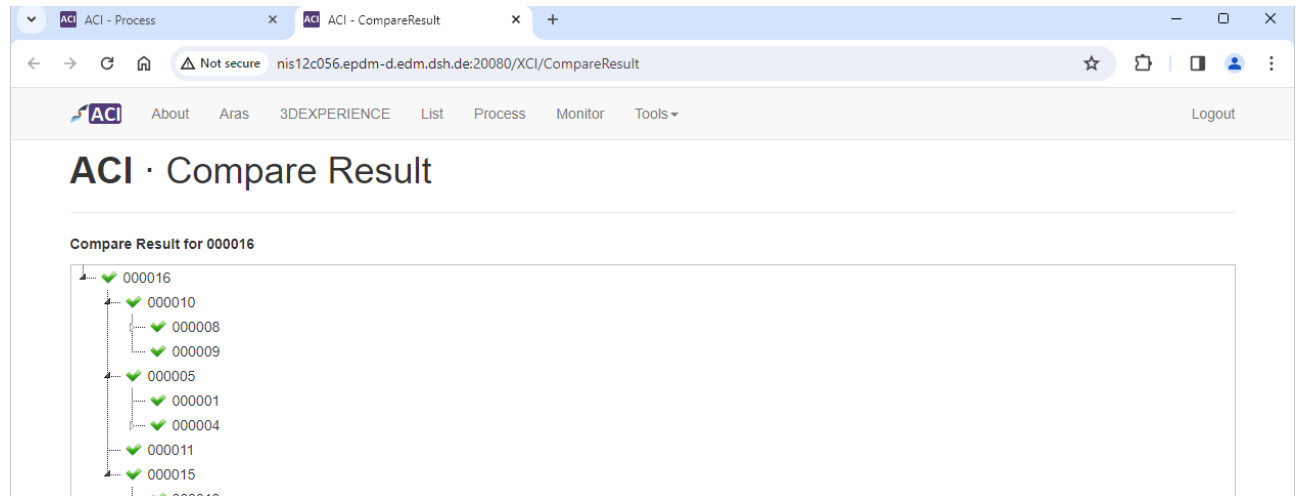 ACI ACI - Process
ACI ACI - CompareResult
Not secure nis12c056.epdm-d.edm.dsh.de:20080/XCI/CompareResult
ACI About Aras 3DEXPERIENCE List Process Monitor Tools Logout
ACI · Compare Result
Compare Result for 000016
000016
000010
000008
000009
000005
000001
000004
000011
000015